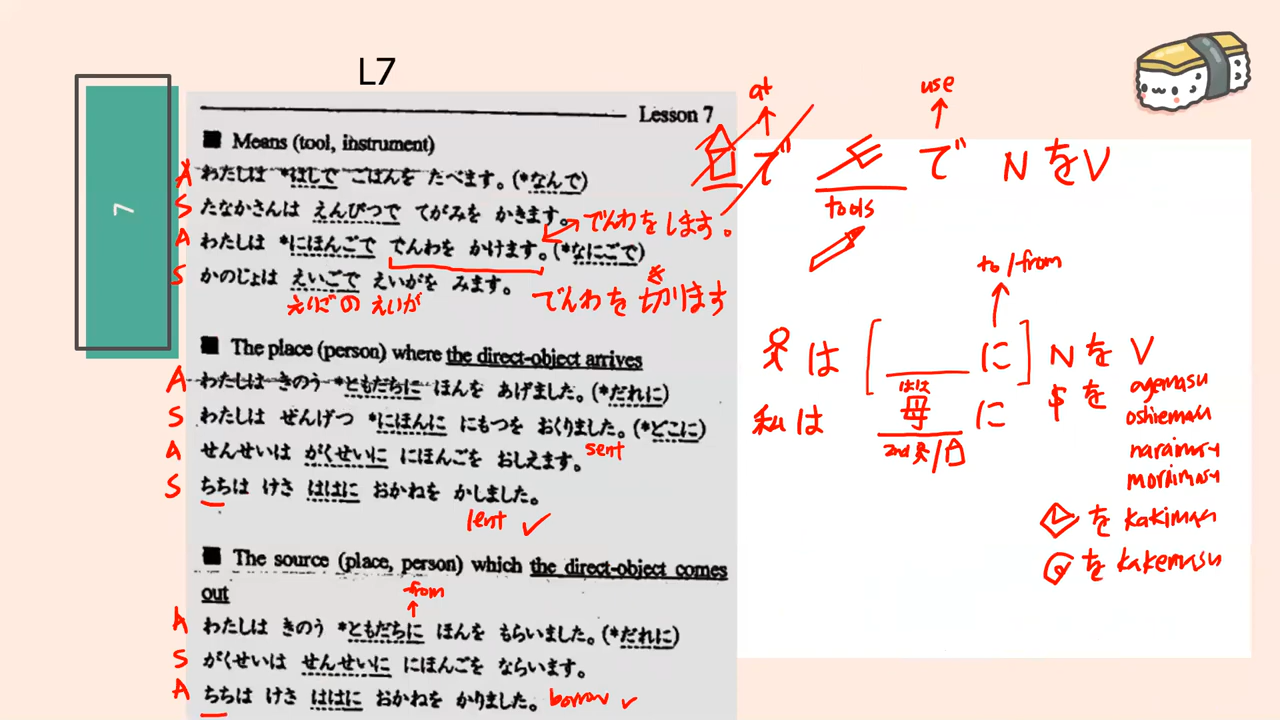 L7
7
Lesson 7
■ Means (tool, instrument)
A わたしは *はしで ごはんを たべます。(*なんで)
S たなかさんは えんぴつで てがみを かきます。
でんわをします。
A わたしは *にほんごで でんわを かけます。(*なにごで)
S かのじょは えいごで えいがを みます。
えいごの えいが
でんわを 切ります
■ The place (person) where the direct-object arrives
A わたしは きのう *ともだちに ほんを あげました。(*だれに)
S わたしは ぜんげつ *にほんに にもつを おくりました。(*どこに)
sent
A せんせいは がくせいに にほんごを おしえます。
S ちちは けさ ははに おかねを かしました。
lent
■ The source (place, person) which the direct-object comes
out
from
A わたしは きのう *ともだちに ほんを もらいました。(*だれに)
S がくせいは せんせいに にほんごを ならいます。
A ちちは けさ ははに おかねを かりました。 borrow
at
use
で で N を V
tools
to/from
は [ に ] N を V
はは
私は 母 に $ を agemasu
2nd
oshiemasu
naraimasu
moraimasu
を kakimasu
を kakemasu